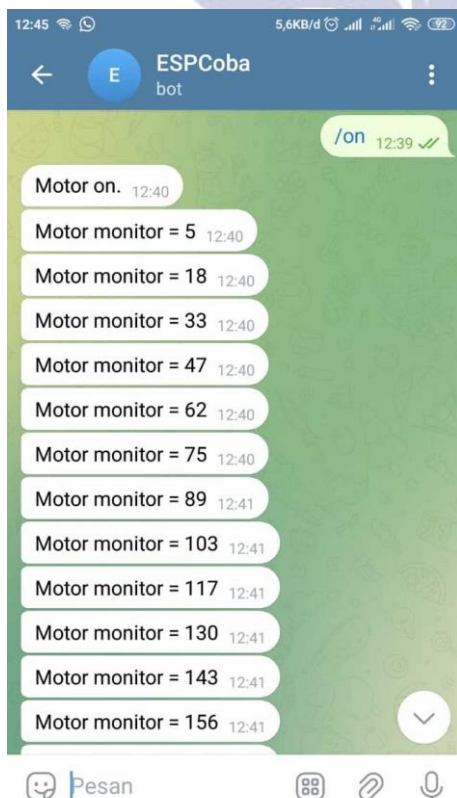 12:45 5,6KB/d 4G 92
E ESPCoba
bot
/on 12:39
Motor on. 12:40
Motor monitor = 5 12:40
Motor monitor = 18 12:40
Motor monitor = 33 12:40
Motor monitor = 47 12:40
Motor monitor = 62 12:40
Motor monitor = 75 12:40
Motor monitor = 89 12:41
Motor monitor = 103 12:41
Motor monitor = 117 12:41
Motor monitor = 130 12:41
Motor monitor = 143 12:41
Motor monitor = 156 12:41
Pesan